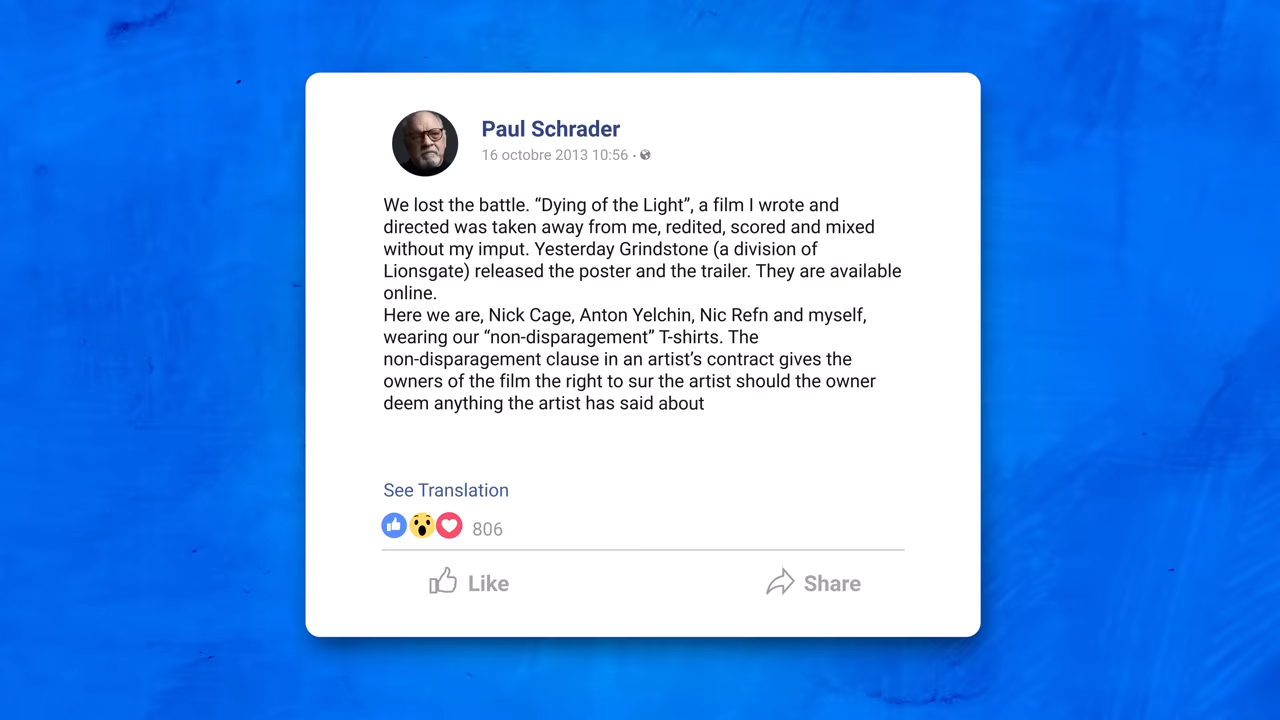 Paul Schrader
16 octobre 2013 10:56 ·
We lost the battle. “Dying of the Light”, a film I wrote and
directed was taken away from me, redited, scored and mixed
without my imput. Yesterday Grindstone (a division of
Lionsgate) released the poster and the trailer. They are available
online.
Here we are, Nick Cage, Anton Yelchin, Nic Refn and myself,
wearing our “non-disparagement” T-shirts. The
non-disparagement clause in an artist’s contract gives the
owners of the film the right to sur the artist should the owner
deem anything the artist has said about
See Translation
806
Like
Share